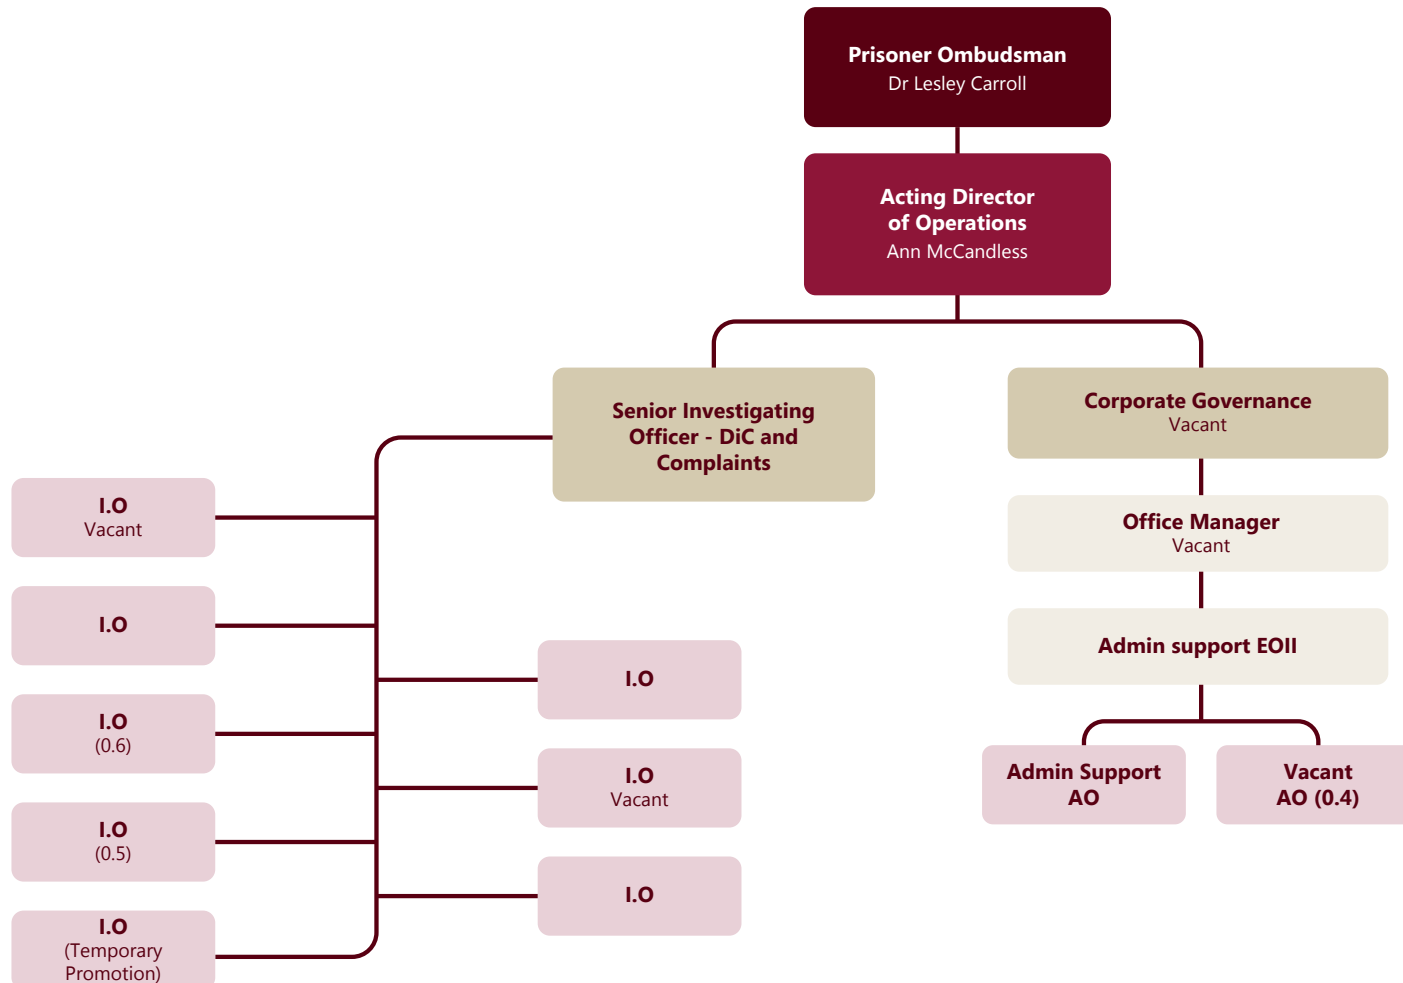 Prisoner Ombudsman
Dr Lesley Carroll
Acting Director
of Operations
Ann McCandless
Senior Investigating
Officer - DiC and
Complaints
Corporate Governance
Vacant
I.O
Vacant
I.O
I.O
(0.6)
I.O
(0.5)
I.O
(Temporary
Promotion)
I.O
I.O
Vacant
I.O
Office Manager
Vacant
Admin support EOII
Admin Support
AO
Vacant
AO (0.4)